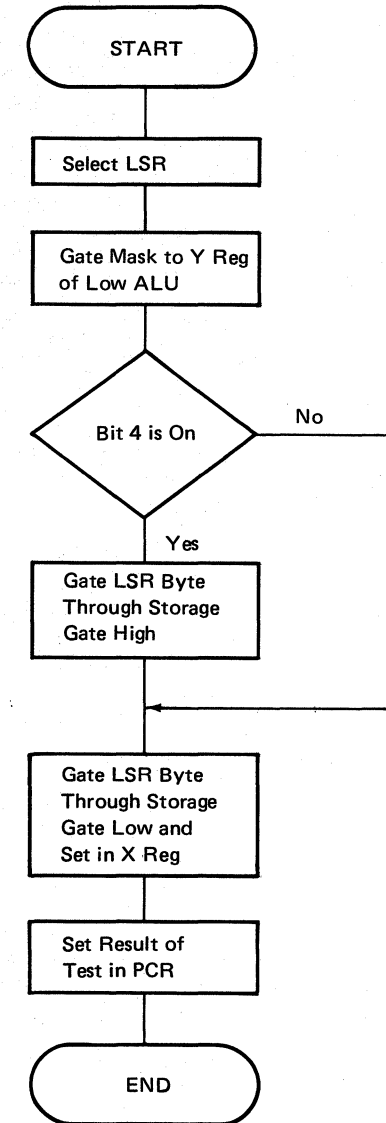 START
Select LSR
Gate Mask to Y Reg
of Low ALU
Bit 4 is On
No
Yes
Gate LSR Byte
Through Storage
Gate High
Gate LSR Byte
Through Storage
Gate Low and
Set in X Reg
Set Result of
Test in PCR
END